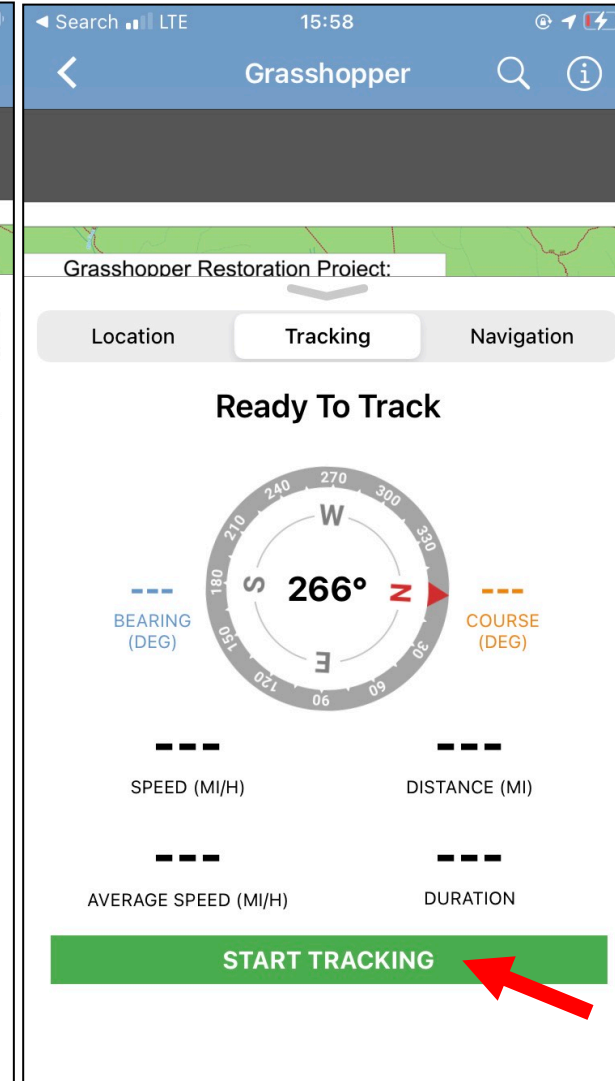 ◄ Search LTE 15:58
Grasshopper
Grasshopper Restoration Project:
Location Tracking Navigation
Ready To Track
240 270 300
210 W 330
180 S 266° N
150 E 30
120 90 60
--- ---
BEARING COURSE
(DEG) (DEG)
--- ---
SPEED (MI/H) DISTANCE (MI)
--- ---
AVERAGE SPEED (MI/H) DURATION
START TRACKING